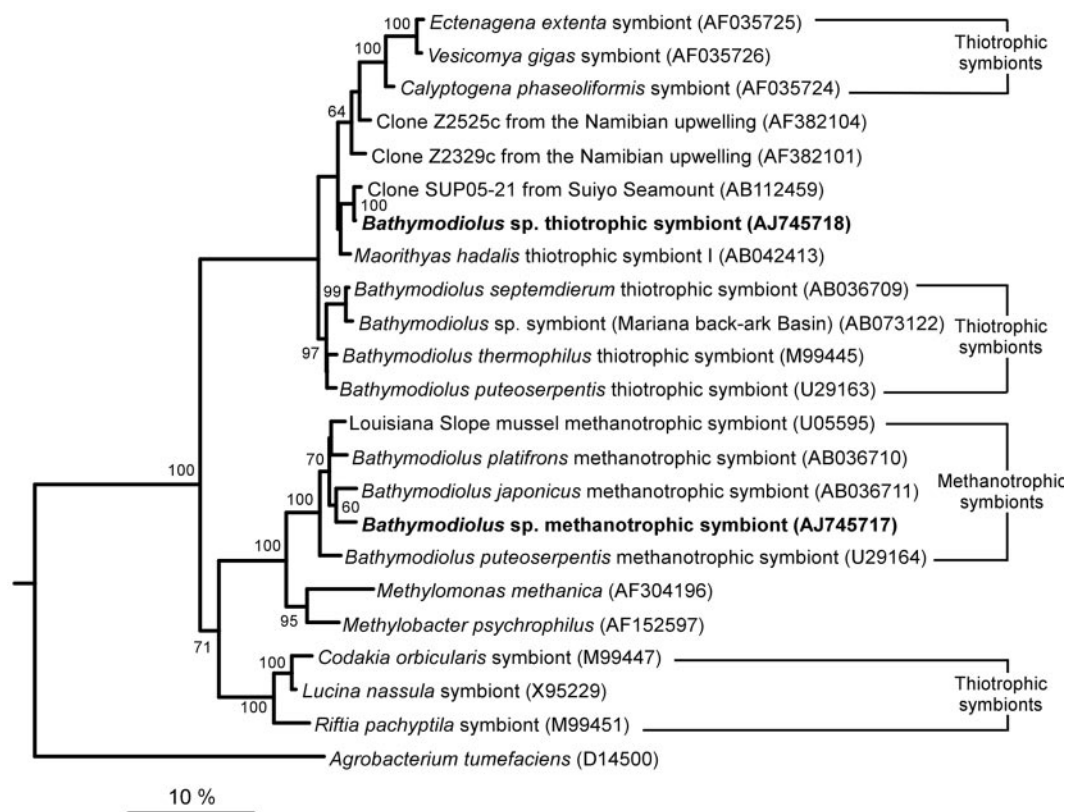 100
Ectenagena extenta symbiont (AF035725)
100
Vesicomya gigas symbiont (AF035726)
Thiotrophic
symbionts
Calyptogena phaseoliformis symbiont (AF035724)
64
Clone Z2525c from the Namibian upwelling (AF382104)
Clone Z2329c from the Namibian upwelling (AF382101)
Clone SUP05-21 from Suiyo Seamount (AB112459)
100
Bathymodiolus sp. thiotrophic symbiont (AJ745718)
Maorithyas hadalis thiotrophic symbiont I (AB042413)
99
Bathymodiolus septemdierum thiotrophic symbiont (AB036709)
Bathymodiolus sp. symbiont (Mariana back-ark Basin) (AB073122)
Thiotrophic
symbionts
97
Bathymodiolus thermophilus thiotrophic symbiont (M99445)
Bathymodiolus puteoserpentis thiotrophic symbiont (U29163)
Louisiana Slope mussel methanotrophic symbiont (U05595)
70
Bathymodiolus platifrons methanotrophic symbiont (AB036710)
100
100
Bathymodiolus japonicus methanotrophic symbiont (AB036711)
Methanotrophic
symbionts
60
Bathymodiolus sp. methanotrophic symbiont (AJ745717)
100
Bathymodiolus puteoserpentis methanotrophic symbiont (U29164)
Methylomonas methanica (AF304196)
95
Methylobacter psychrophilus (AF152597)
71
100
Codakia orbicularis symbiont (M99447)
Lucina nassula symbiont (X95229)
Thiotrophic
symbionts
100
Riftia pachyptila symbiont (M99451)
Agrobacterium tumefaciens (D14500)
10 %